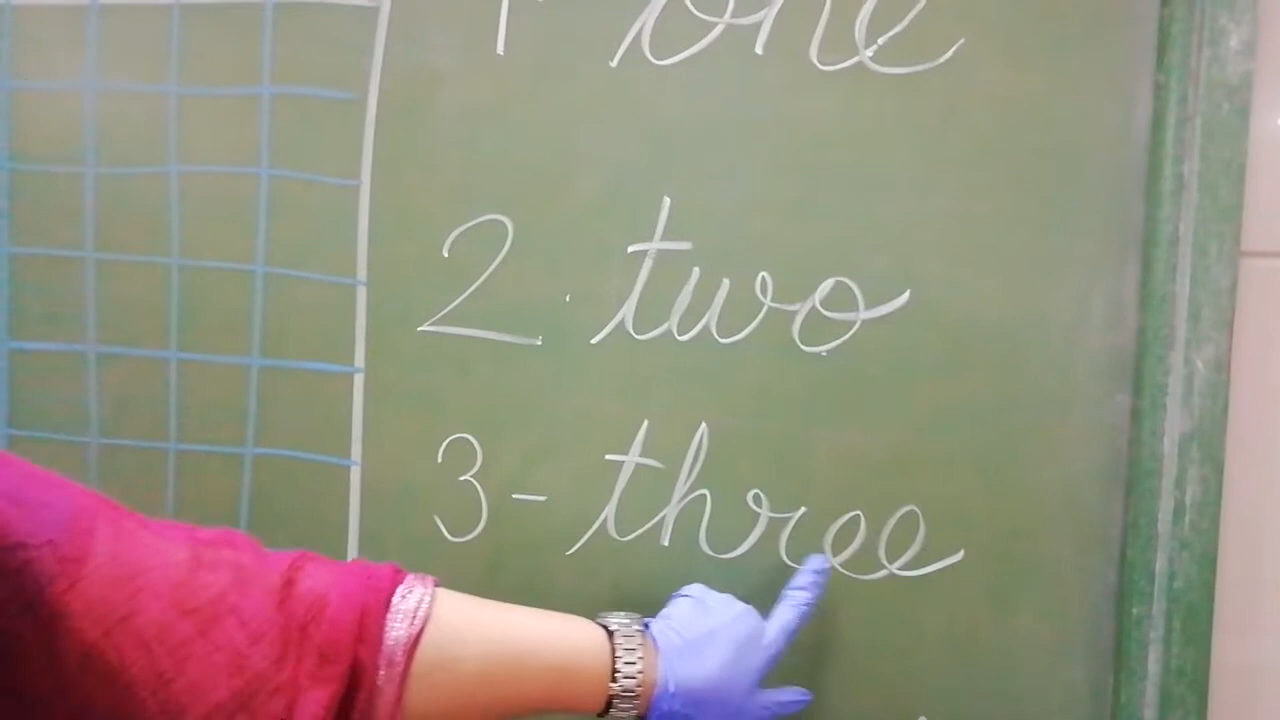 1 one
2. two
3 - three